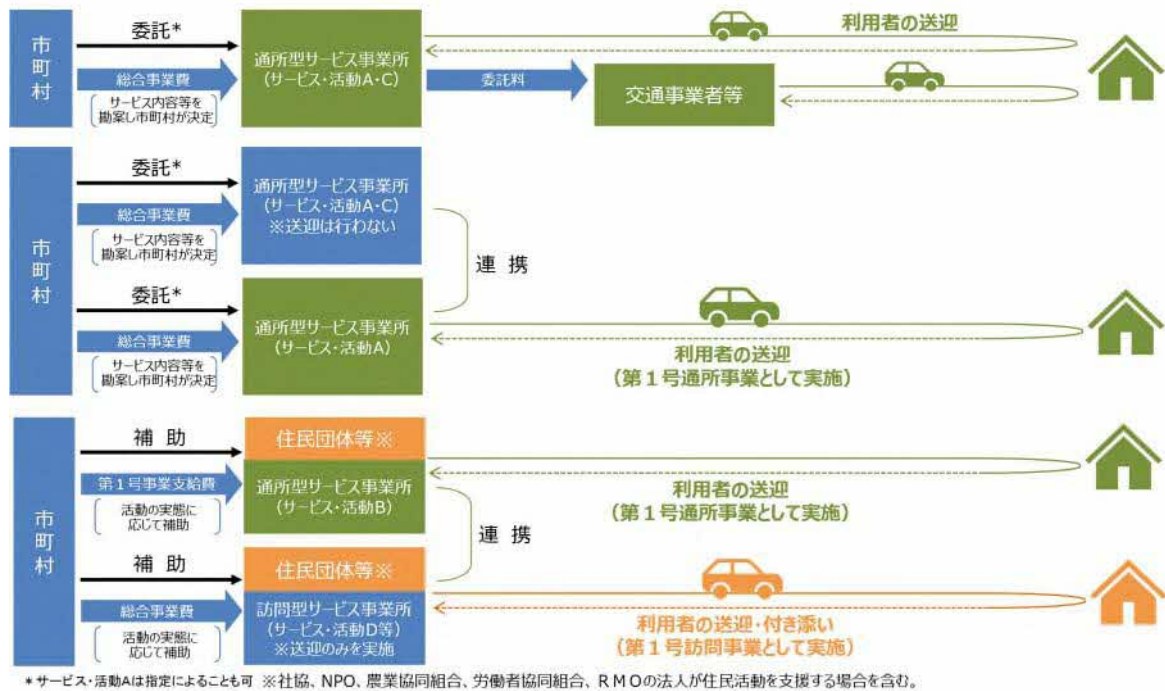 市町村
委託*
総合事業費
サービス内容等を
勘案し市町村が決定
通所型サービス事業所
(サービス・活動A・C)
委託料
交通事業者等
利用者の送迎
市町村
委託*
総合事業費
サービス内容等を
勘案し市町村が決定
通所型サービス事業所
(サービス・活動A・C)
※送迎は行わない
連 携
委託*
総合事業費
サービス内容等を
勘案し市町村が決定
通所型サービス事業所
(サービス・活動A)
利用者の送迎
(第1号通所事業として実施)
市町村
補 助
第1号事業支給費
活動の実態に
応じて補助
住民団体等※
通所型サービス事業所
(サービス・活動B)
利用者の送迎
(第1号通所事業として実施)
連 携
補 助
総合事業費
活動の実態に
応じて補助
住民団体等※
訪問型サービス事業所
(サービス・活動D等)
※送迎のみを実施
利用者の送迎・付き添い
(第1号訪問事業として実施)
*サービス・活動Aは指定によることも可 ※社協、NPO、農業協同組合、労働者協同組合、RMOの法人が住民活動を支援する場合を含む。